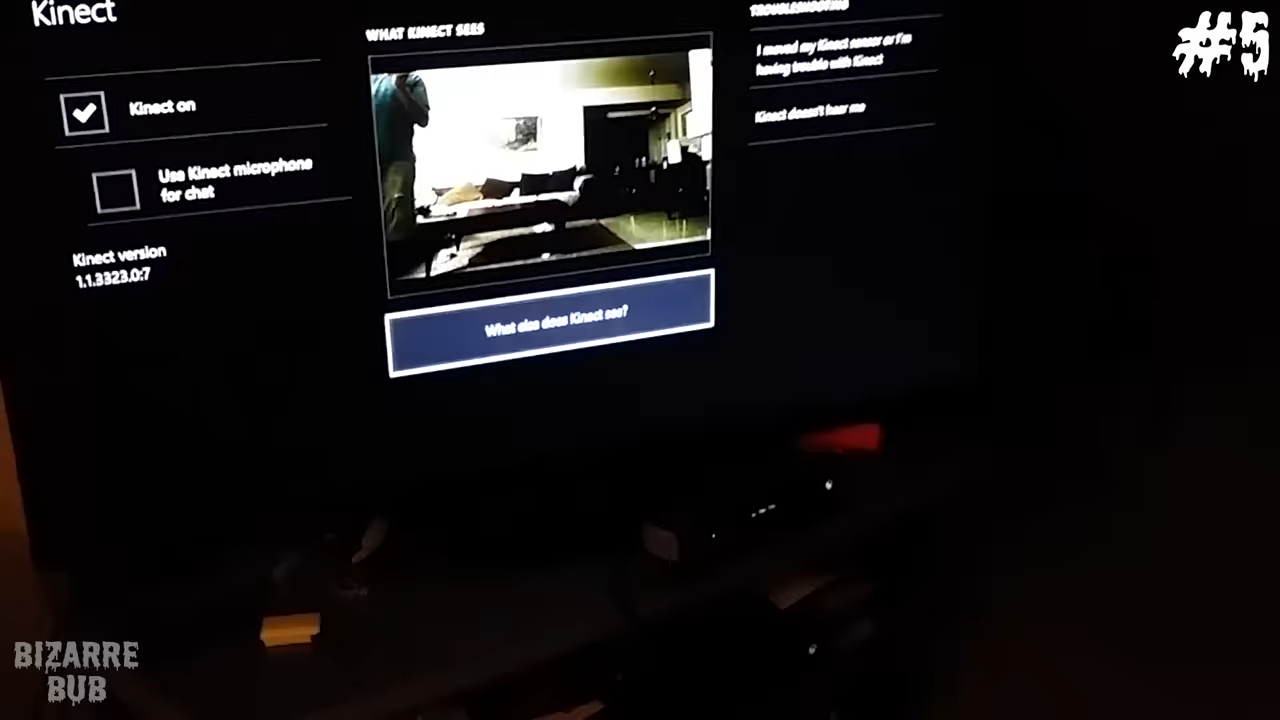 Kinect
Kinect on
Use Kinect microphone
for chat
Kinect version
1.1.3323.0:7
WHAT KINECT SEES
What else does Kinect see?
TROUBLESHOOTING
I moved my Kinect sensor or I'm
having trouble with Kinect
Kinect doesn't hear me
#5
BIZARRE
BUB